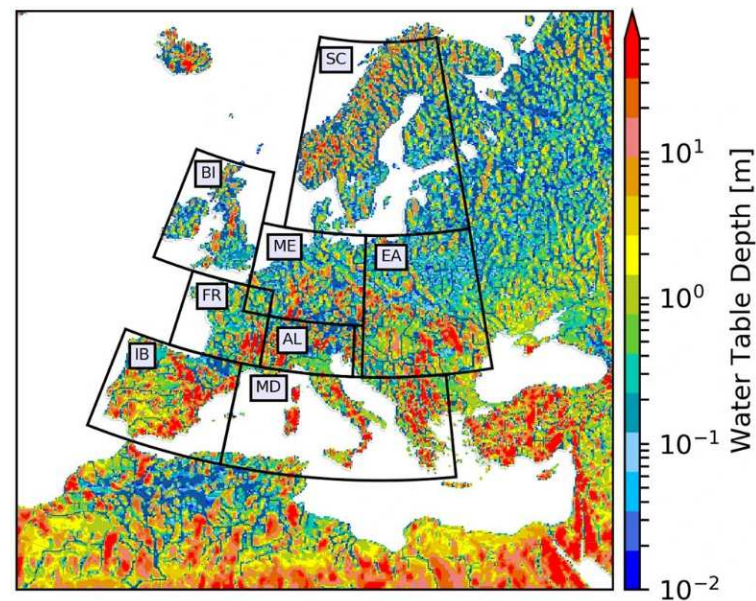 SC
BI
ME
EA
FR
AL
IB
MD
10¹
10⁰
10⁻¹
10⁻²
Water Table Depth [m]